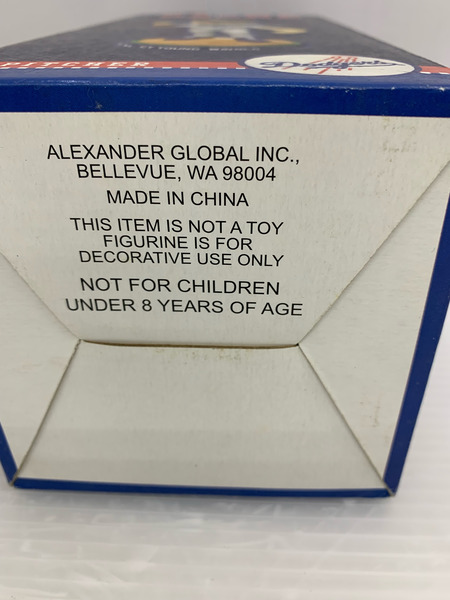 PITCHER
Dodgers
ALEXANDER GLOBAL INC.,
BELLEVUE, WA 98004
MADE IN CHINA
THIS ITEM IS NOT A TOY
FIGURINE IS FOR
DECORATIVE USE ONLY
NOT FOR CHILDREN
UNDER 8 YEARS OF AGE